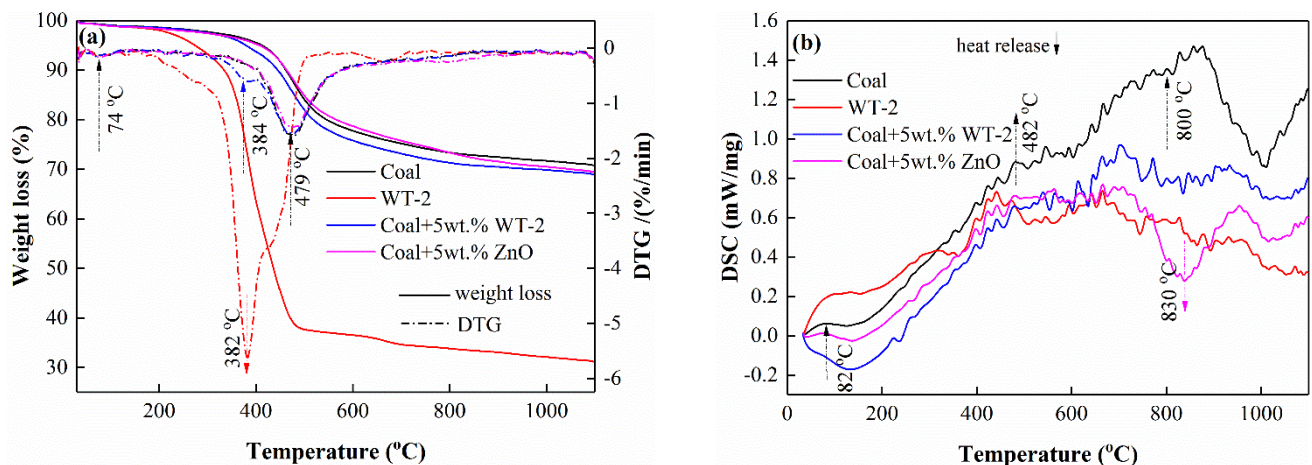 (a)
100
90
80
70
60
50
40
30
Weight loss (%)
74 °C
384 °C
479 °C
382 °C
Coal
WT-2
Coal+5wt.% WT-2
Coal+5wt.% ZnO
weight loss
DTG
0
-1
-2
-3
-4
-5
-6
DTG /(%/min)
200 400 600 800 1000
Temperature (°C)
(b)
1.6
1.4
1.2
1.0
0.8
0.6
0.4
0.2
0.0
-0.2
DSC (mW/mg)
heat release
Coal
WT-2
Coal+5wt.% WT-2
Coal+5wt.% ZnO
82 °C
482 °C
800 °C
830 °C
0 200 400 600 800 1000
Temperature (°C)